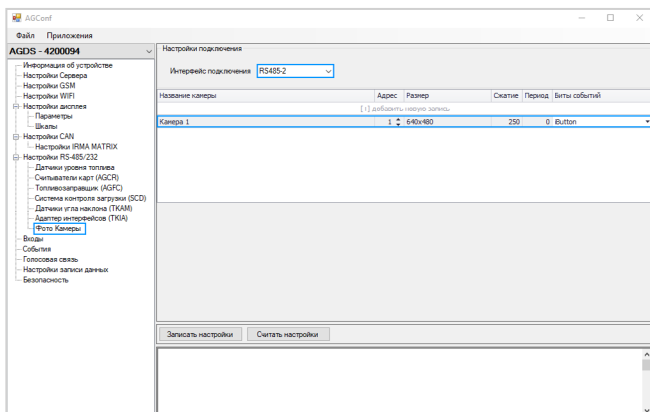 AGConf
Файл Приложения
AGDS - 4200094
Информация об устройстве
Настройки Сервера
Настройки GSM
Настройки WIFI
Настройки дисплея
Параметры
Шкалы
Настройки CAN
Настройки IRMA MATRIX
Настройки RS-485/232
Датчики уровня топлива
Считыватели карт (AGCR)
Топливозаправщик (AGFC)
Система контроля загрузки (SCD)
Датчики угла наклона (TKAM)
Адаптер интерфейсов (TKIA)
Фото Камеры
Входы
События
Голосовая связь
Настройки записи данных
Безопасность
Настройки подключения
Интерфейс подключения RS485-2
Название камеры Адрес Размер Сжатие Период Биты событий
[+] добавить новую запись
Камера 1 1 640x480 250 0 iButton
Записать настройки Считать настройки